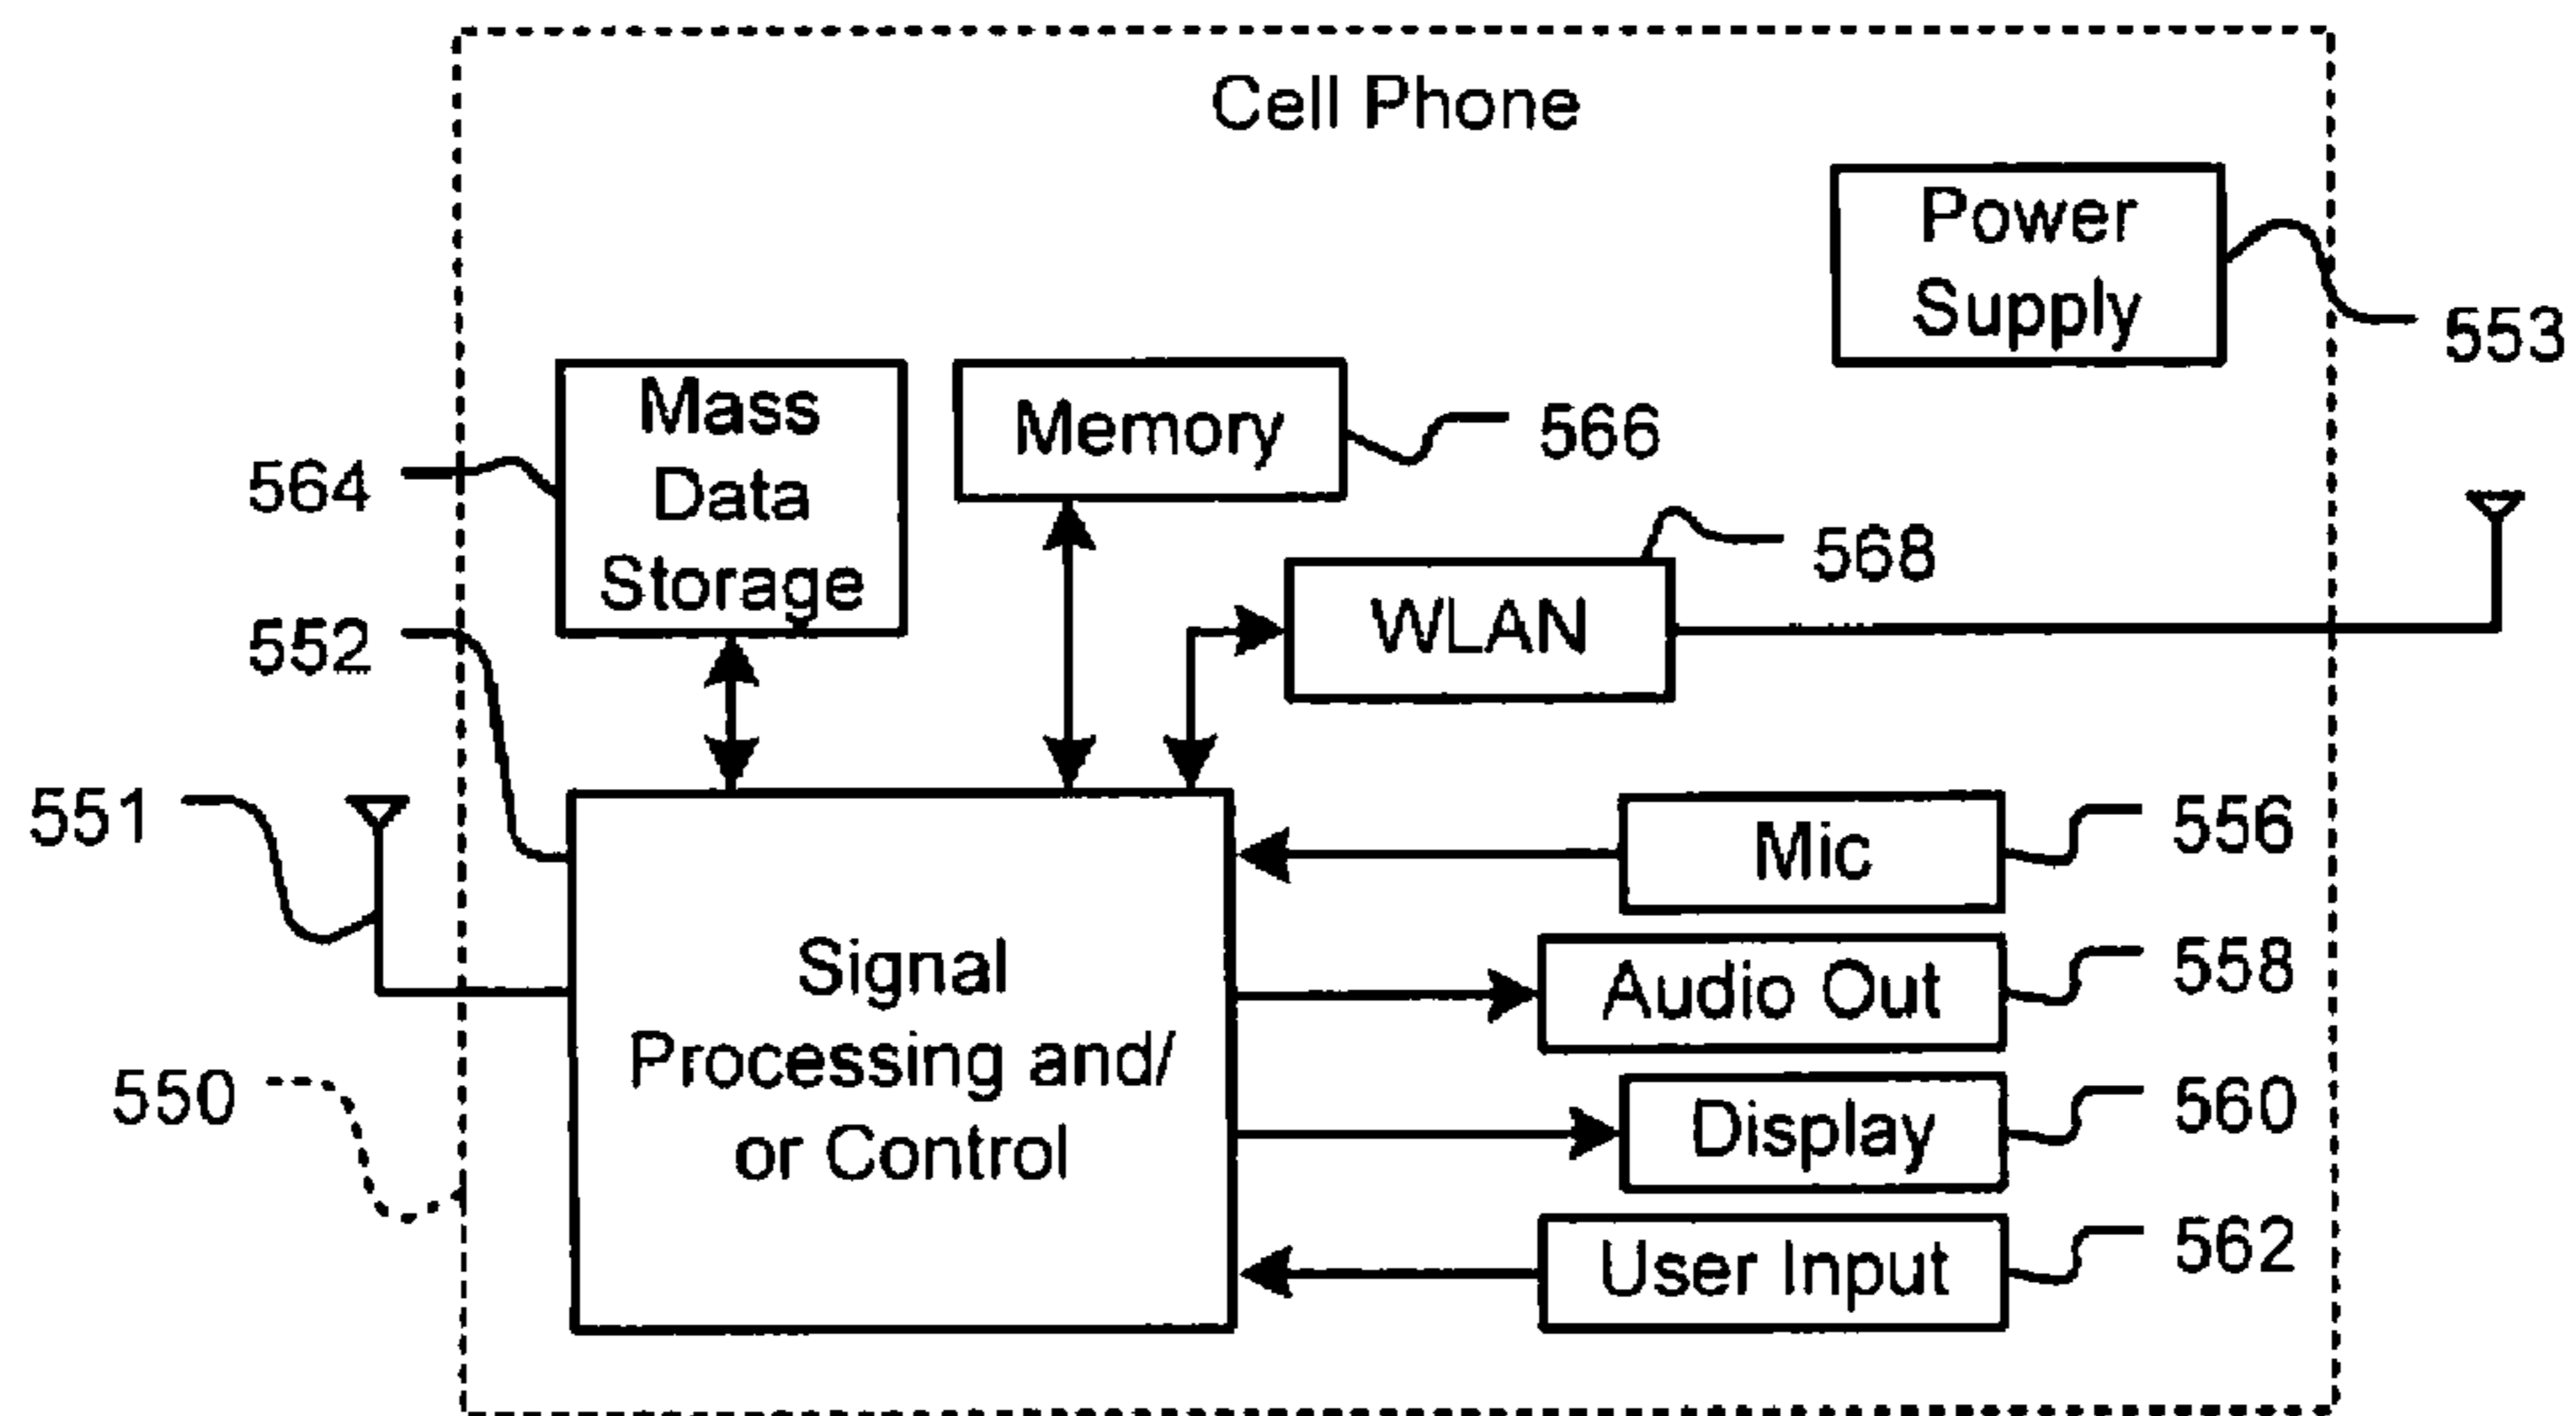 Cell Phone
Power
Supply
553
Mass
Data
Storage
564
Memory
566
WLAN
568
552
551
550
Signal
Processing and/
or Control
Mic
556
Audio Out
558
Display
560
User Input
562